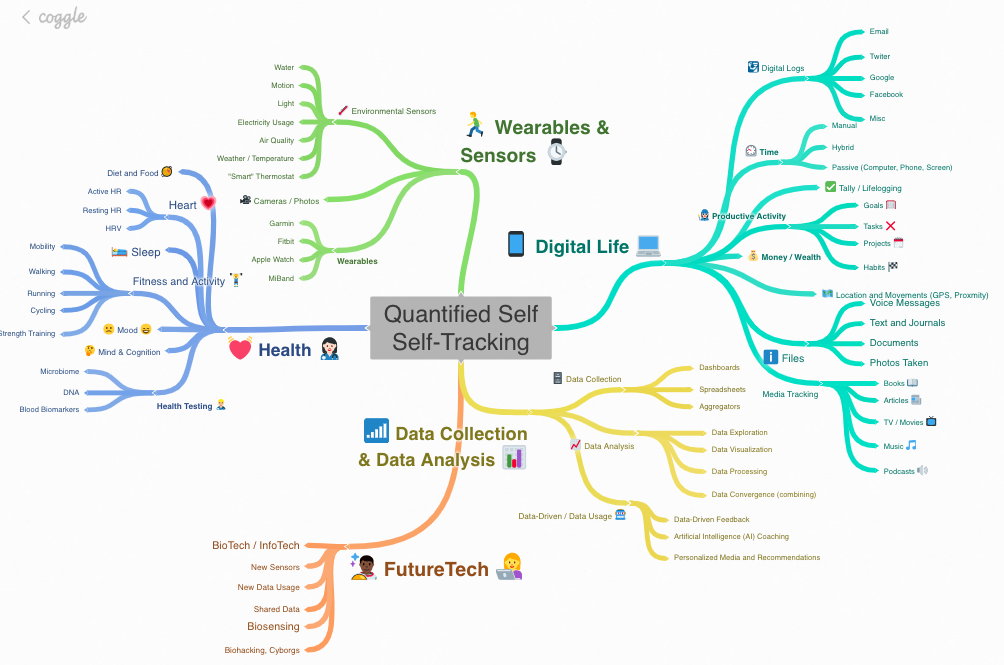 coggle
Quantified Self
Self-Tracking
Wearables &
Sensors
Environmental Sensors
Water
Motion
Light
Electricity Usage
Air Quality
Weather / Temperature
"Smart" Thermostat
Cameras / Photos
Wearables
Garmin
Fitbit
Apple Watch
MiBand
Digital Life
Digital Logs
Email
Twiter
Google
Facebook
Misc
Time
Manual
Hybrid
Passive (Computer, Phone, Screen)
Tally / Lifelogging
Productive Activity
Goals
Tasks
Projects
Habits
Money / Wealth
Location and Movements (GPS, Proxmity)
Files
Voice Messages
Text and Journals
Documents
Photos Taken
Media Tracking
Books
Articles
TV / Movies
Music
Podcasts
Health
Diet and Food
Heart
Active HR
Resting HR
HRV
Sleep
Fitness and Activity
Mobility
Walking
Running
Cycling
Strength Training
Mood
Mind & Cognition
Health Testing
Microbiome
DNA
Blood Biomarkers
Data Collection
& Data Analysis
Data Collection
Dashboards
Spreadsheets
Aggregators
Data Analysis
Data Exploration
Data Visualization
Data Processing
Data Convergence (combining)
Data-Driven / Data Usage
Data-Driven Feedback
Artificial Intelligence (AI) Coaching
Personalized Media and Recommendations
FutureTech
BioTech / InfoTech
New Sensors
New Data Usage
Shared Data
Biosensing
Biohacking, Cyborgs